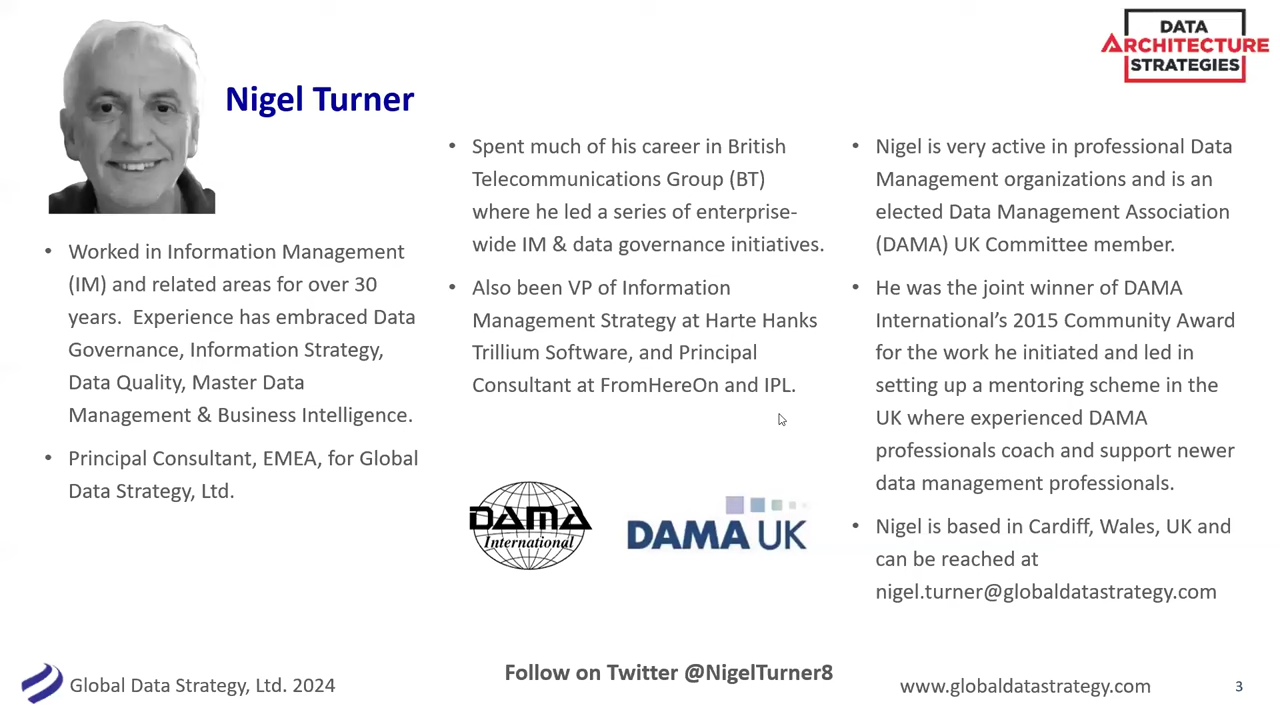 DATA
ARCHITECTURE
STRATEGIES
Nigel Turner
• Worked in Information Management
(IM) and related areas for over 30
years.  Experience has embraced Data
Governance, Information Strategy,
Data Quality, Master Data
Management & Business Intelligence.
• Principal Consultant, EMEA, for Global
Data Strategy, Ltd.
• Spent much of his career in British
Telecommunications Group (BT)
where he led a series of enterprise-
wide IM & data governance initiatives.
• Also been VP of Information
Management Strategy at Harte Hanks
Trillium Software, and Principal
Consultant at FromHereOn and IPL.
DAMA
International
DAMA UK
• Nigel is very active in professional Data
Management organizations and is an
elected Data Management Association
(DAMA) UK Committee member.
• He was the joint winner of DAMA
International’s 2015 Community Award
for the work he initiated and led in
setting up a mentoring scheme in the
UK where experienced DAMA
professionals coach and support newer
data management professionals.
• Nigel is based in Cardiff, Wales, UK and
can be reached at
nigel.turner@globaldatastrategy.com
Global Data Strategy, Ltd. 2024
Follow on Twitter @NigelTurner8
www.globaldatastrategy.com
3